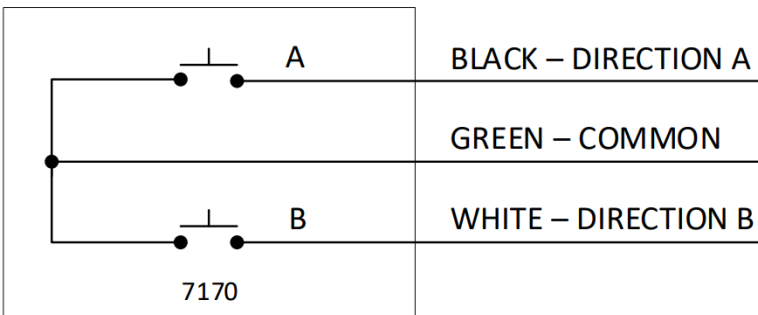 A
BLACK – DIRECTION A
GREEN – COMMON
B
WHITE – DIRECTION B
7170